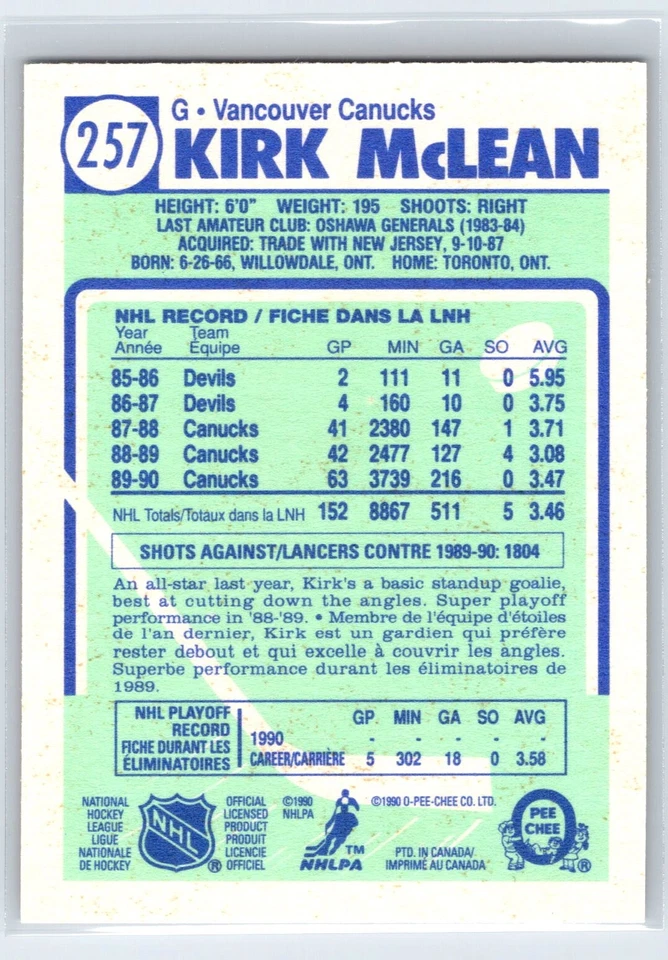 257
G • Vancouver Canucks
KIRK McLEAN
HEIGHT: 6'0" WEIGHT: 195 SHOOTS: RIGHT
LAST AMATEUR CLUB: OSHAWA GENERALS (1983-84)
ACQUIRED: TRADE WITH NEW JERSEY, 9-10-87
BORN: 6-26-66, WILLOWDALE, ONT. HOME: TORONTO, ONT.
NHL RECORD / FICHE DANS LA LNH
Year Team
Année Équipe GP MIN GA SO AVG
85-86 Devils 2 111 11 0 5.95
86-87 Devils 4 160 10 0 3.75
87-88 Canucks 41 2380 147 1 3.71
88-89 Canucks 42 2477 127 4 3.08
89-90 Canucks 63 3739 216 0 3.47
NHL Totals/Totaux dans la LNH 152 8867 511 5 3.46
SHOTS AGAINST/LANCERS CONTRE 1989-90: 1804
An all-star last year, Kirk's a basic standup goalie,
best at cutting down the angles. Super playoff
performance in '88-'89. • Membre de l'équipe d'étoiles
de l'an dernier, Kirk est un gardien qui préfère
rester debout et qui excelle à couvrir les angles.
Superbe performance durant les éliminatoires de
1989.
NHL PLAYOFF
RECORD
FICHE DURANT LES
ÉLIMINATOIRES
GP MIN GA SO AVG
1990 - - - - -
CAREER/CARRIÈRE 5 302 18 0 3.58
NATIONAL
HOCKEY
LEAGUE
LIGUE
NATIONALE
DE HOCKEY
NHL
®
OFFICIAL
LICENSED
PRODUCT
PRODUIT
LICENCIE
OFFICIEL
©1990
NHLPA
TM
NHLPA
©1990 O-PEE-CHEE CO. LTD.
PTD. IN CANADA/
IMPRIMÉ AU CANADA
O
PEE
CHEE
®